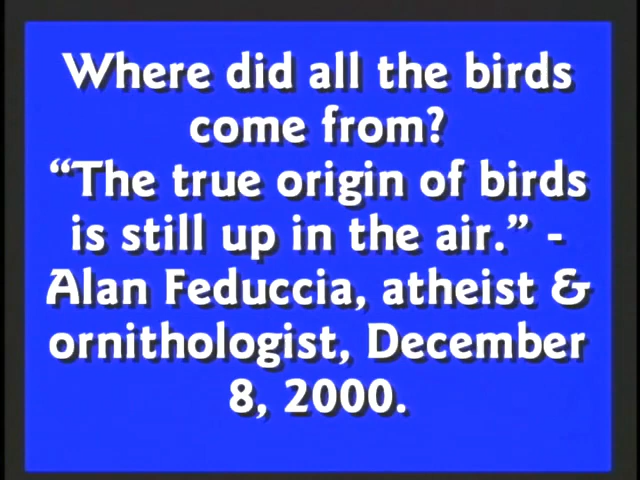 Where did all the birds
come from?
“The true origin of birds
is still up in the air.” -
Alan Feduccia, atheist &
ornithologist, December
8, 2000.